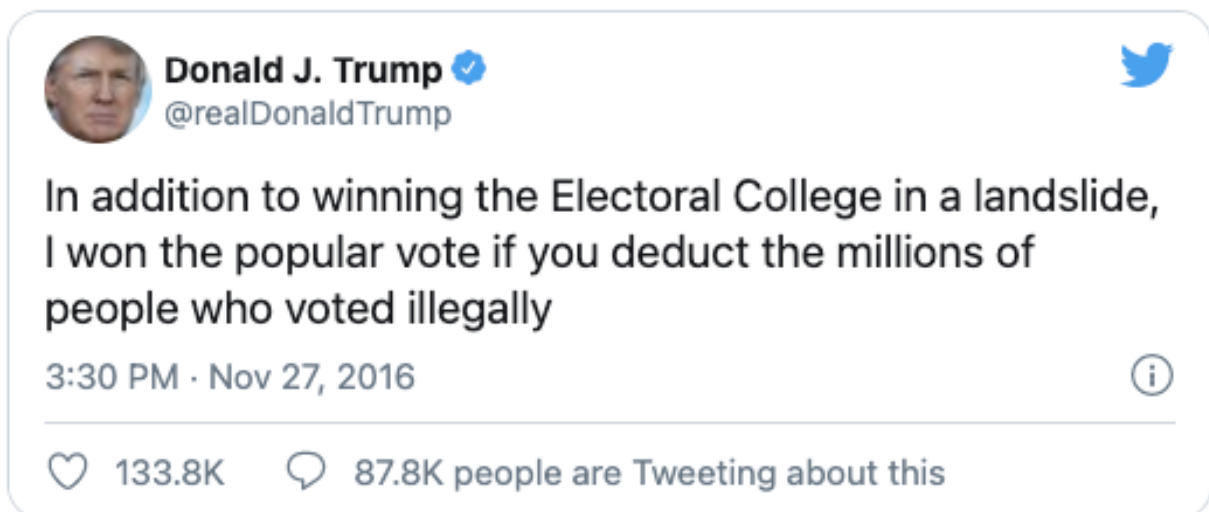 Donald J. Trump
@realDonaldTrump
In addition to winning the Electoral College in a landslide,
I won the popular vote if you deduct the millions of
people who voted illegally
3:30 PM · Nov 27, 2016
133.8K 87.8K people are Tweeting about this